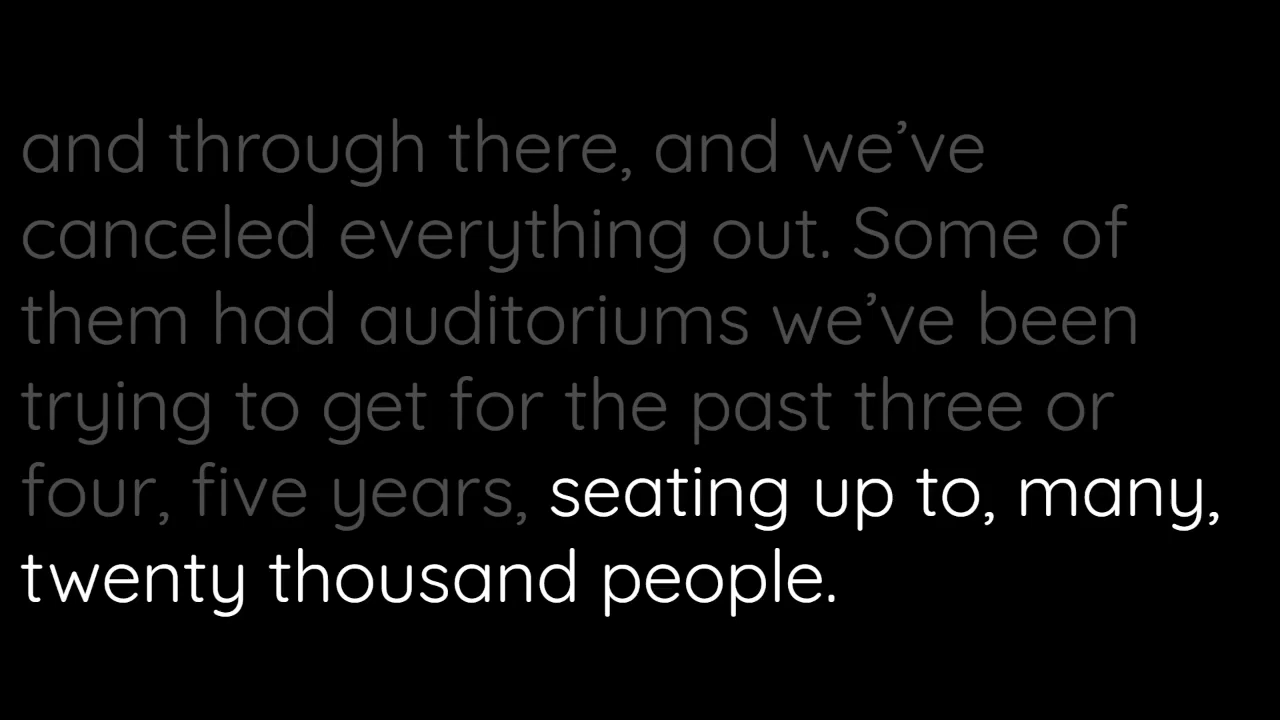 and through there, and we’ve
canceled everything out. Some of
them had auditoriums we’ve been
trying to get for the past three or
four, five years, seating up to, many,
twenty thousand people.